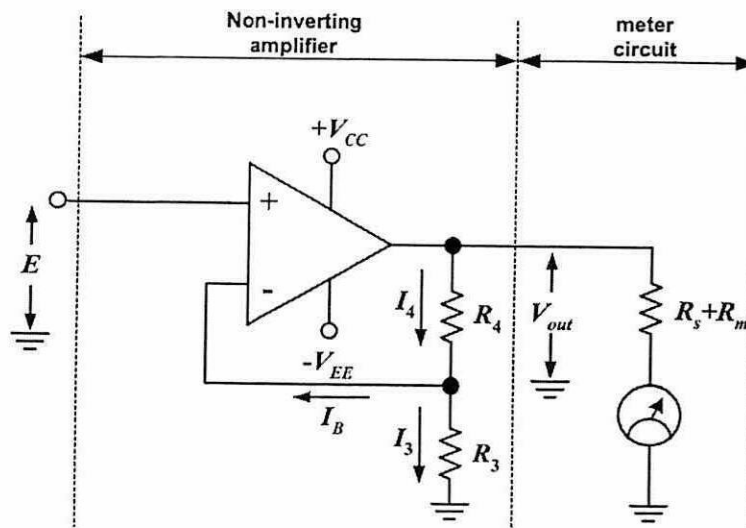 Non-inverting
amplifier
meter
circuit
+V_CC
+
E
-
I_4
R_4
V_out
R_s+R_m
-V_EE
I_B
I_3
R_3